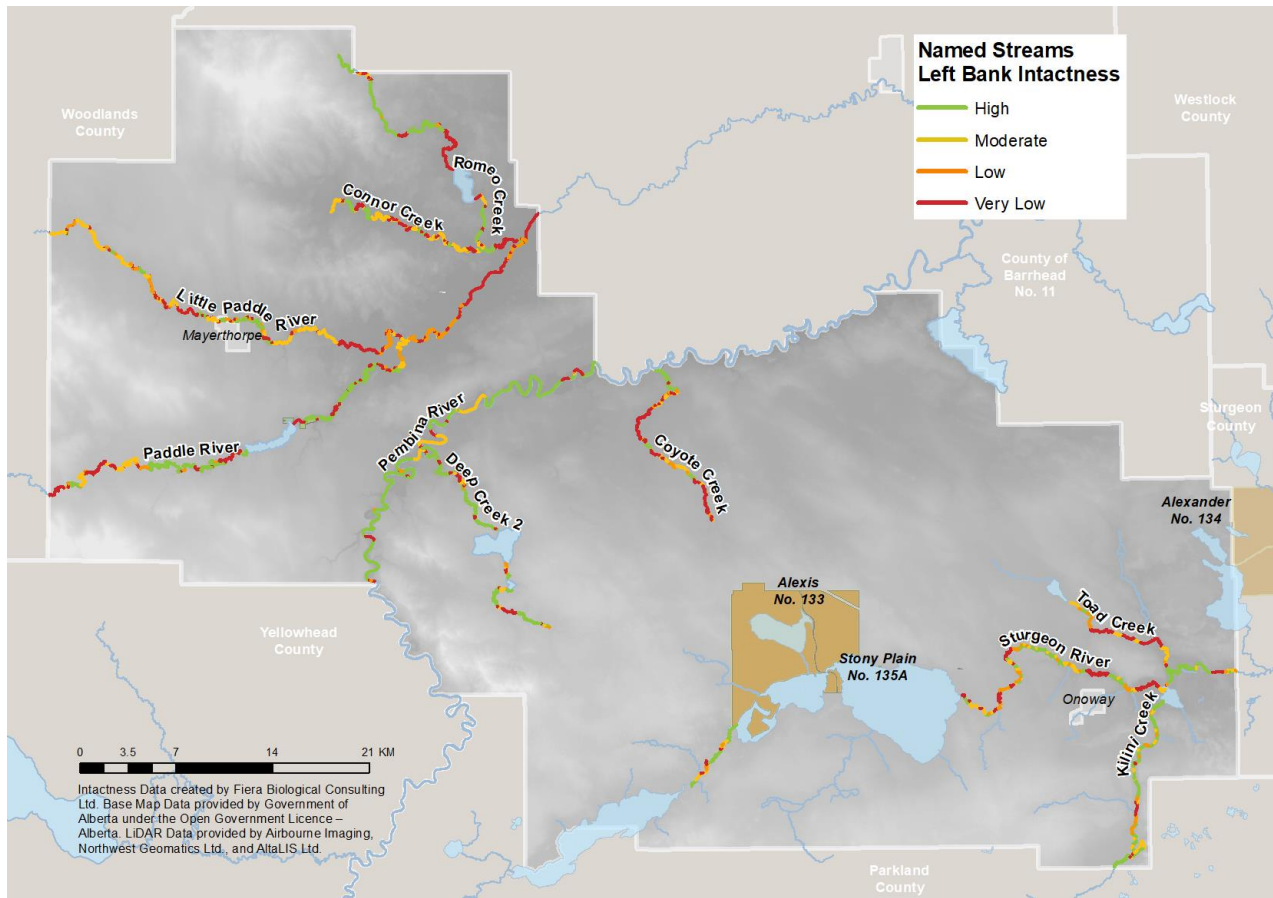 Named Streams
Left Bank Intactness
High
Moderate
Low
Very Low
Woodlands
County
Westlock
County
Romeo Creek
Connor Creek
County of
Barrhead
No. 11
Little Paddle River
Mayerthorpe
Sturgeon
County
Pembina River
Paddle River
Deep Creek 2
Coyote Creek
Alexander
No. 134
Alexis
No. 133
Toad Creek
Yellowhead
County
Sturgeon River
Stony Plain
No. 135A
Onoway
Kilini Creek
0 3.5 7 14 21 KM
Intactness Data created by Fiera Biological Consulting
Ltd. Base Map Data provided by Government of
Alberta under the Open Government Licence –
Alberta. LiDAR Data provided by Airbourne Imaging,
Northwest Geomatics Ltd., and AltaLIS Ltd.
Parkland
County